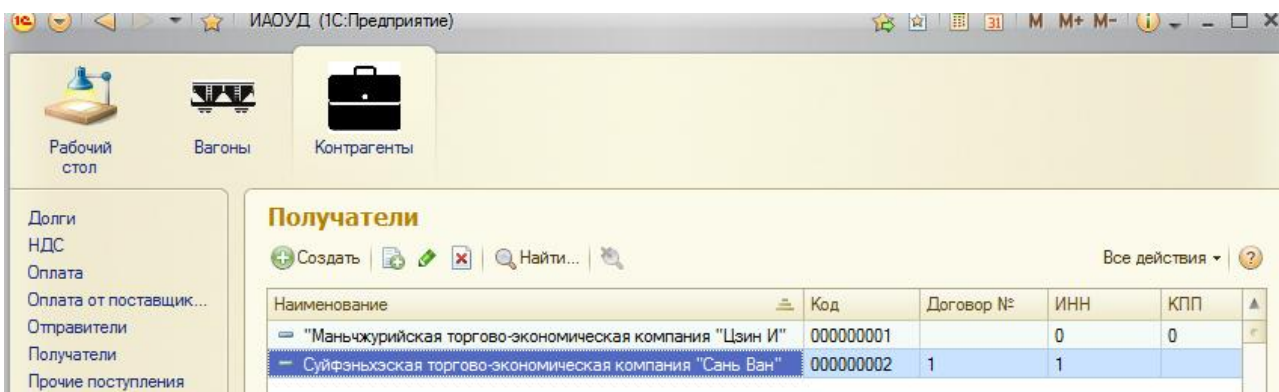 ИАОУД (1С:Предприятие)
31 M M+ M-
Рабочий стол
Вагоны
Контрагенты
Долги
НДС
Оплата
Оплата от поставщик...
Отправители
Получатели
Прочие поступления
Получатели
Создать Найти... Все действия
Наименование Код Договор № ИНН КПП
"Маньчжурийская торгово-экономическая компания "Цзин И" 000000001 0 0
Суйфэньхэская торгово-экономическая компания "Сань Ван" 000000002 1 1